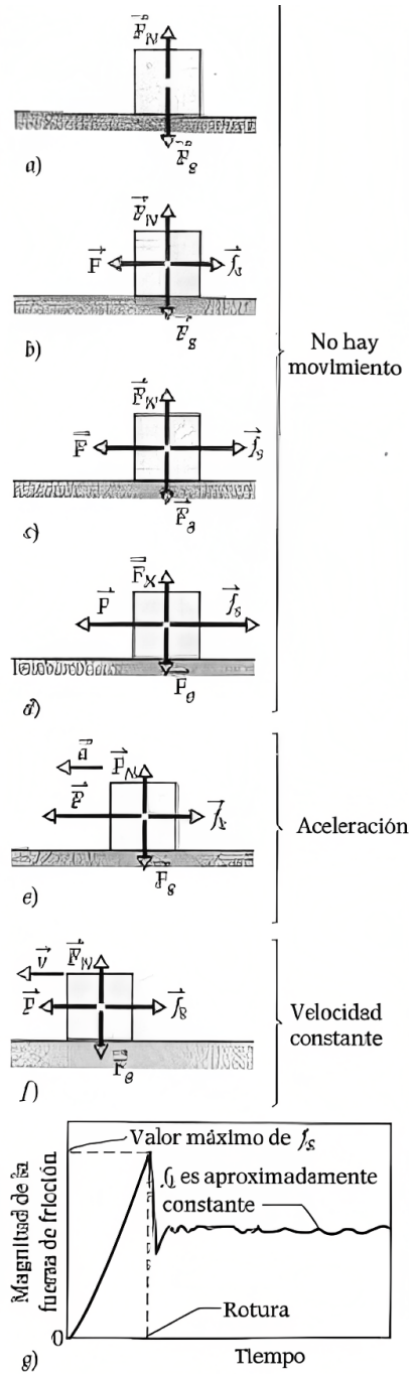 F_N
F_g
a)
F_N
F
f_s
F_g
b)
No hay
movimiento
F_N
F
f_s
F_g
c)
F_N
F
f_s
F_g
d)
a
F_N
F
f_k
F_g
e)
Aceleración
v
F_N
F
f_k
F_g
f)
Velocidad
constante
Valor máximo de f_s
f_k es aproximadamente
constante
Magnitud de la
fuerza de fricción
Rotura
0
g)
Tiempo